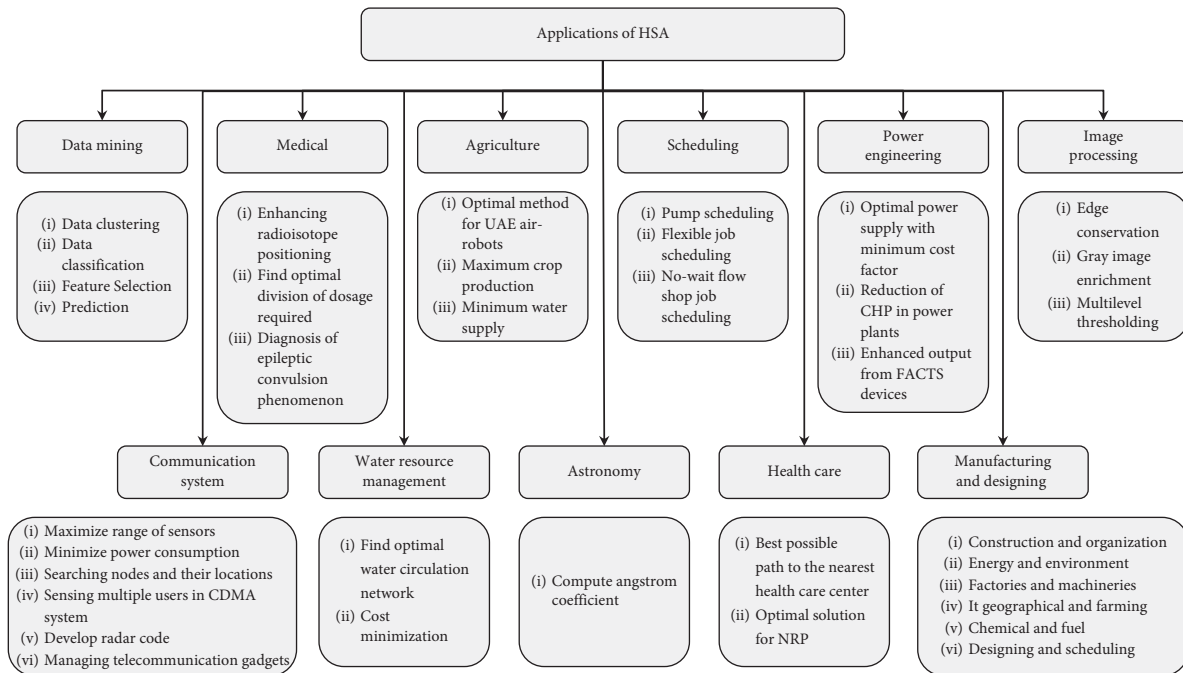 Applications of HSA
Data mining
Medical
Agriculture
Scheduling
Power
engineering
Image
processing
(i) Data clustering
(ii) Data
classification
(iii) Feature Selection
(iv) Prediction
(i) Enhancing
radioisotope
positioning
(ii) Find optimal
division of dosage
required
(iii) Diagnosis of
epileptic
convulsion
phenomenon
(i) Optimal method
for UAE air-
robots
(ii) Maximum crop
production
(iii) Minimum water
supply
(i) Pump scheduling
(ii) Flexible job
scheduling
(iii) No-wait flow
shop job
scheduling
(i) Optimal power
supply with
minimum cost
factor
(ii) Reduction of
CHP in power
plants
(iii) Enhanced output
from FACTS
devices
(i) Edge
conservation
(ii) Gray image
enrichment
(iii) Multilevel
thresholding
Communication
system
Water resource
management
Astronomy
Health care
Manufacturing
and designing
(i) Maximize range of sensors
(ii) Minimize power consumption
(iii) Searching nodes and their locations
(iv) Sensing multiple users in CDMA
system
(v) Develop radar code
(vi) Managing telecommunication gadgets
(i) Find optimal
water circulation
network
(ii) Cost
minimization
(i) Compute angstrom
coefficient
(i) Best possible
path to the nearest
health care center
(ii) Optimal solution
for NRP
(i) Construction and organization
(ii) Energy and environment
(iii) Factories and machineries
(iv) It geographical and farming
(v) Chemical and fuel
(vi) Designing and scheduling